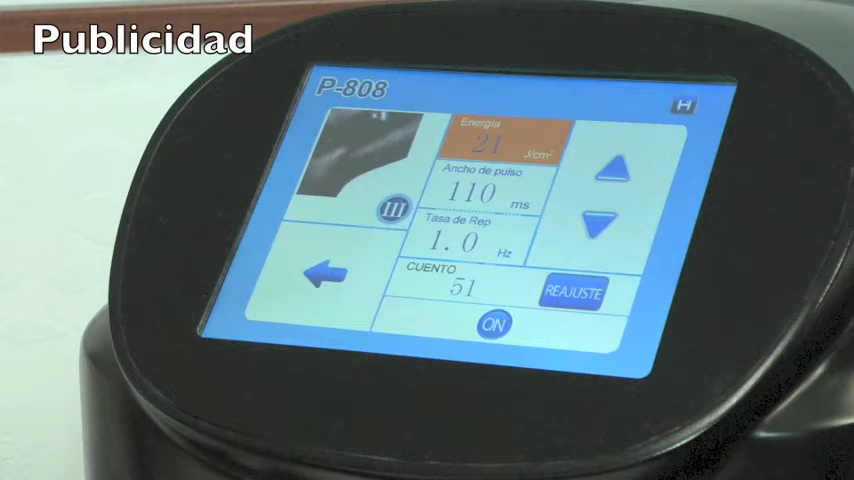 Publicidad
P-808
H
Energía
21
J/cm²
Ancho de pulso
110
ms
III
Tasa de Rep
1.0
Hz
CUENTO
51
REAJUSTE
ON